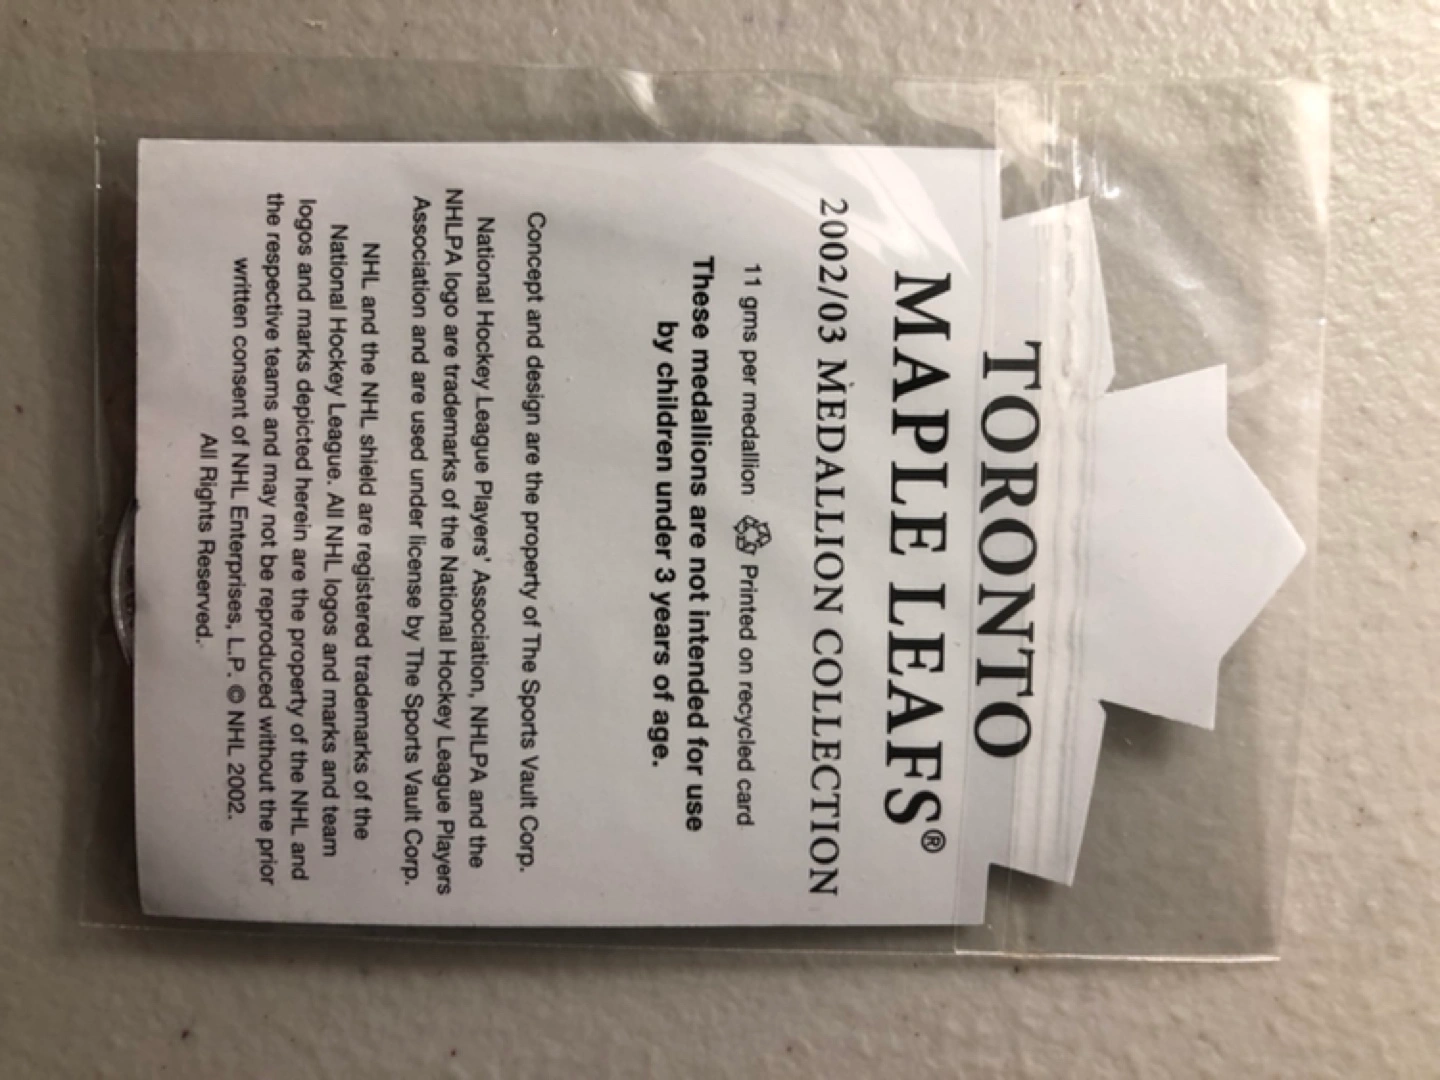 TORONTO
MAPLE LEAFS®
2002/03 MEDALLION COLLECTION
11 gms per medallion Printed on recycled card
These medallions are not intended for use
by children under 3 years of age.
Concept and design are the property of The Sports Vault Corp.
National Hockey League Players' Association, NHLPA and the
NHLPA logo are trademarks of the National Hockey League Players
Association and are used under license by The Sports Vault Corp.
NHL and the NHL shield are registered trademarks of the
National Hockey League. All NHL logos and marks and team
logos and marks depicted herein are the property of the NHL and
the respective teams and may not be reproduced without the prior
written consent of NHL Enterprises, L.P. © NHL 2002.
All Rights Reserved.